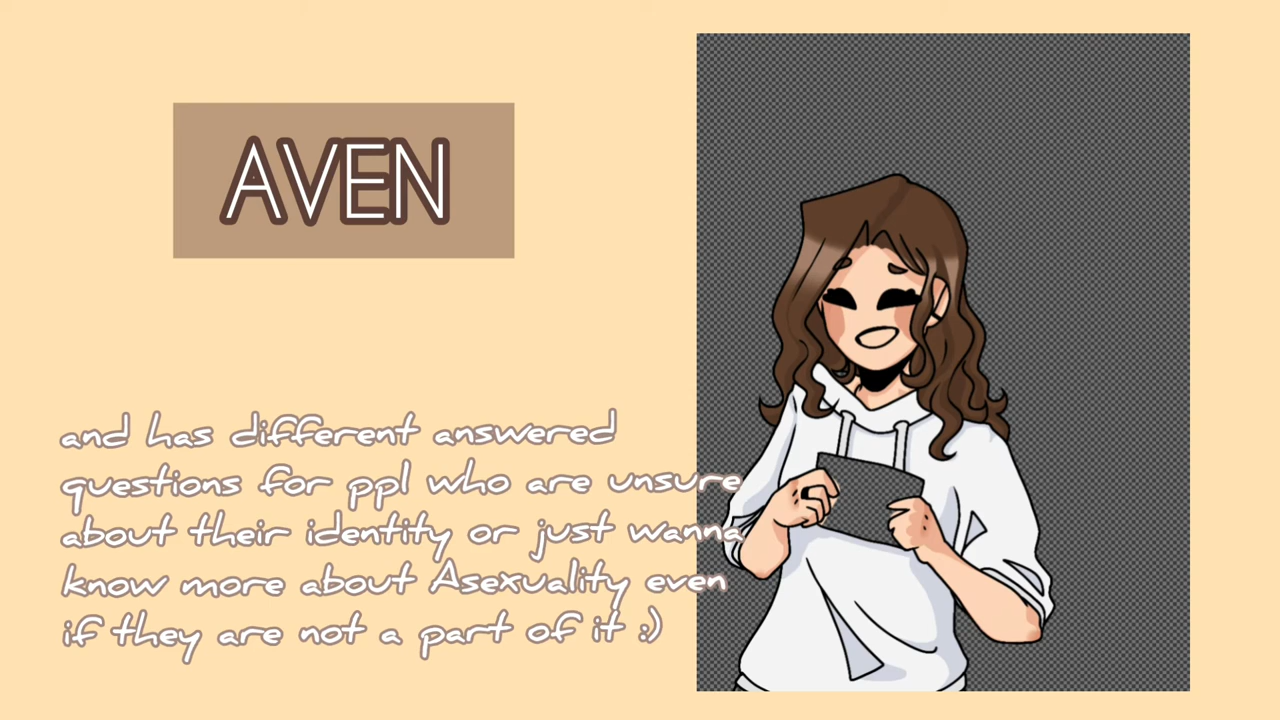 AVEN
and has different answered
questions for ppl who are unsure
about their identity or just wanna
know more about Asexuality even
if they are not a part of it :)